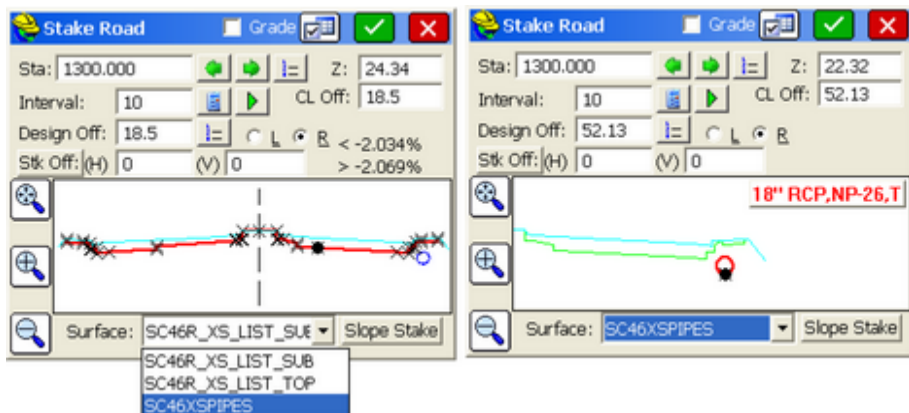 Stake Road Grade
Sta: 1300.000 Z: 24.34
Interval: 10 CL Off: 18.5
Design Off: 18.5 L R < -2.034%
Stk Off: (H) 0 (V) 0 > -2.069%
Surface: SC46R_XS_LIST_SUB Slope Stake
SC46R_XS_LIST_SUB
SC46R_XS_LIST_TOP
SC46XSPIPES
Stake Road Grade
Sta: 1300.000 Z: 22.32
Interval: 10 CL Off: 52.13
Design Off: 52.13 L R
Stk Off: (H) 0 (V) 0
18" RCP,NP-26,T
Surface: SC46XSPIPES Slope Stake